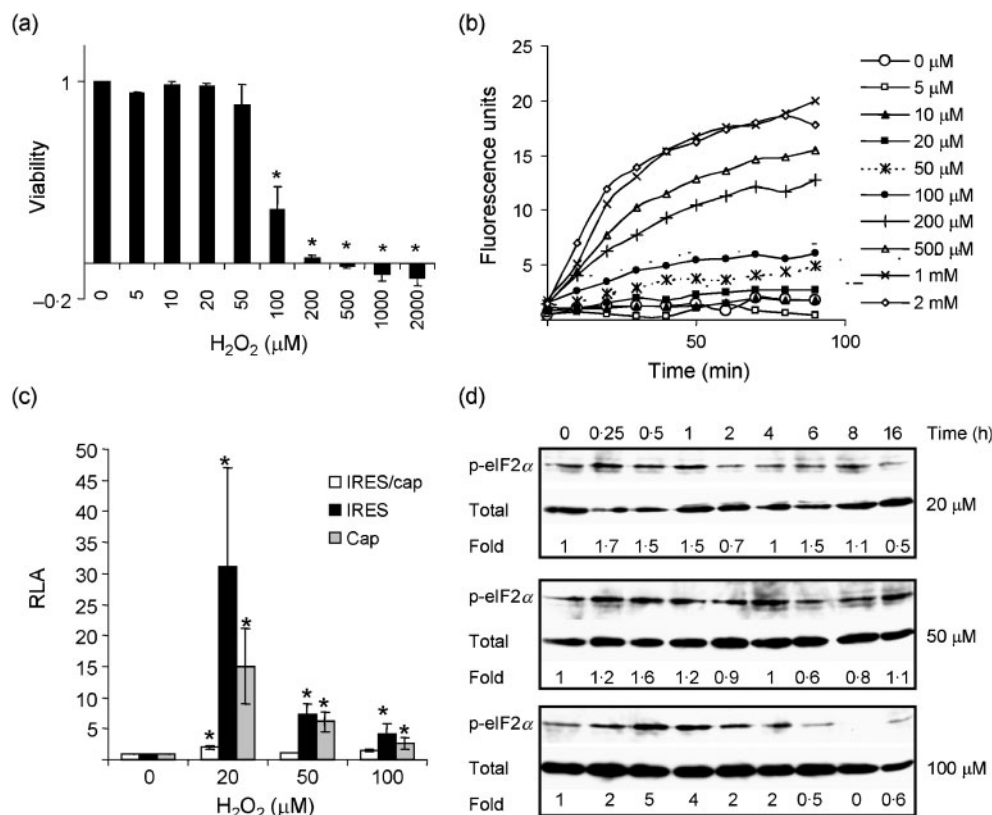 (a)
1
Viability
–0·2
0 5 10 20 50 100 200 500 1000 2000
H₂O₂ (μM)
(b)
25
20
15
10
5
Fluorescence units
50 100
Time (min)
0 μM
5 μM
10 μM
20 μM
50 μM
100 μM
200 μM
500 μM
1 mM
2 mM
(c)
50
45
40
35
30
25
20
15
10
5
RLA
* * * * * * *
IRES/cap
IRES
Cap
0 20 50 100
H₂O₂ (μM)
(d)
0 0·25 0·5 1 2 4 6 8 16 Time (h)
p-eIF2α
Total
20 μM
Fold 1 1·7 1·5 1·5 0·7 1 1·5 1·1 0·5
p-eIF2α
Total
50 μM
Fold 1 1·2 1·6 1·2 0·9 1 0·6 0·8 1·1
p-eIF2α
Total
100 μM
Fold 1 2 5 4 2 2 0·5 0 0·6